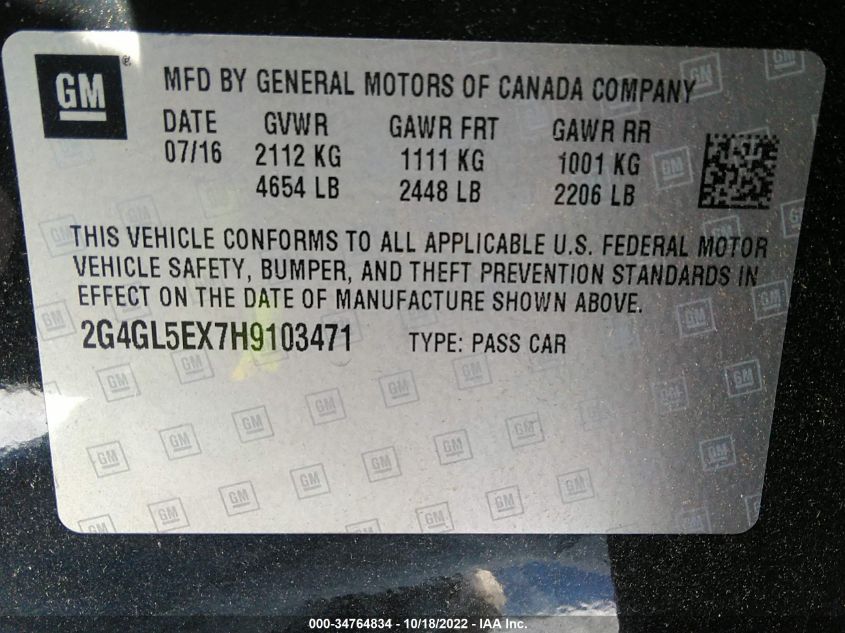 GM®
MFD BY GENERAL MOTORS OF CANADA COMPANY
DATE GVWR GAWR FRT GAWR RR
07/16 2112 KG 1111 KG 1001 KG
4654 LB 2448 LB 2206 LB
THIS VEHICLE CONFORMS TO ALL APPLICABLE U.S. FEDERAL MOTOR
VEHICLE SAFETY, BUMPER, AND THEFT PREVENTION STANDARDS IN
EFFECT ON THE DATE OF MANUFACTURE SHOWN ABOVE.
2G4GL5EX7H9103471 TYPE: PASS CAR
000-34764834 - 10/18/2022 - IAA Inc.